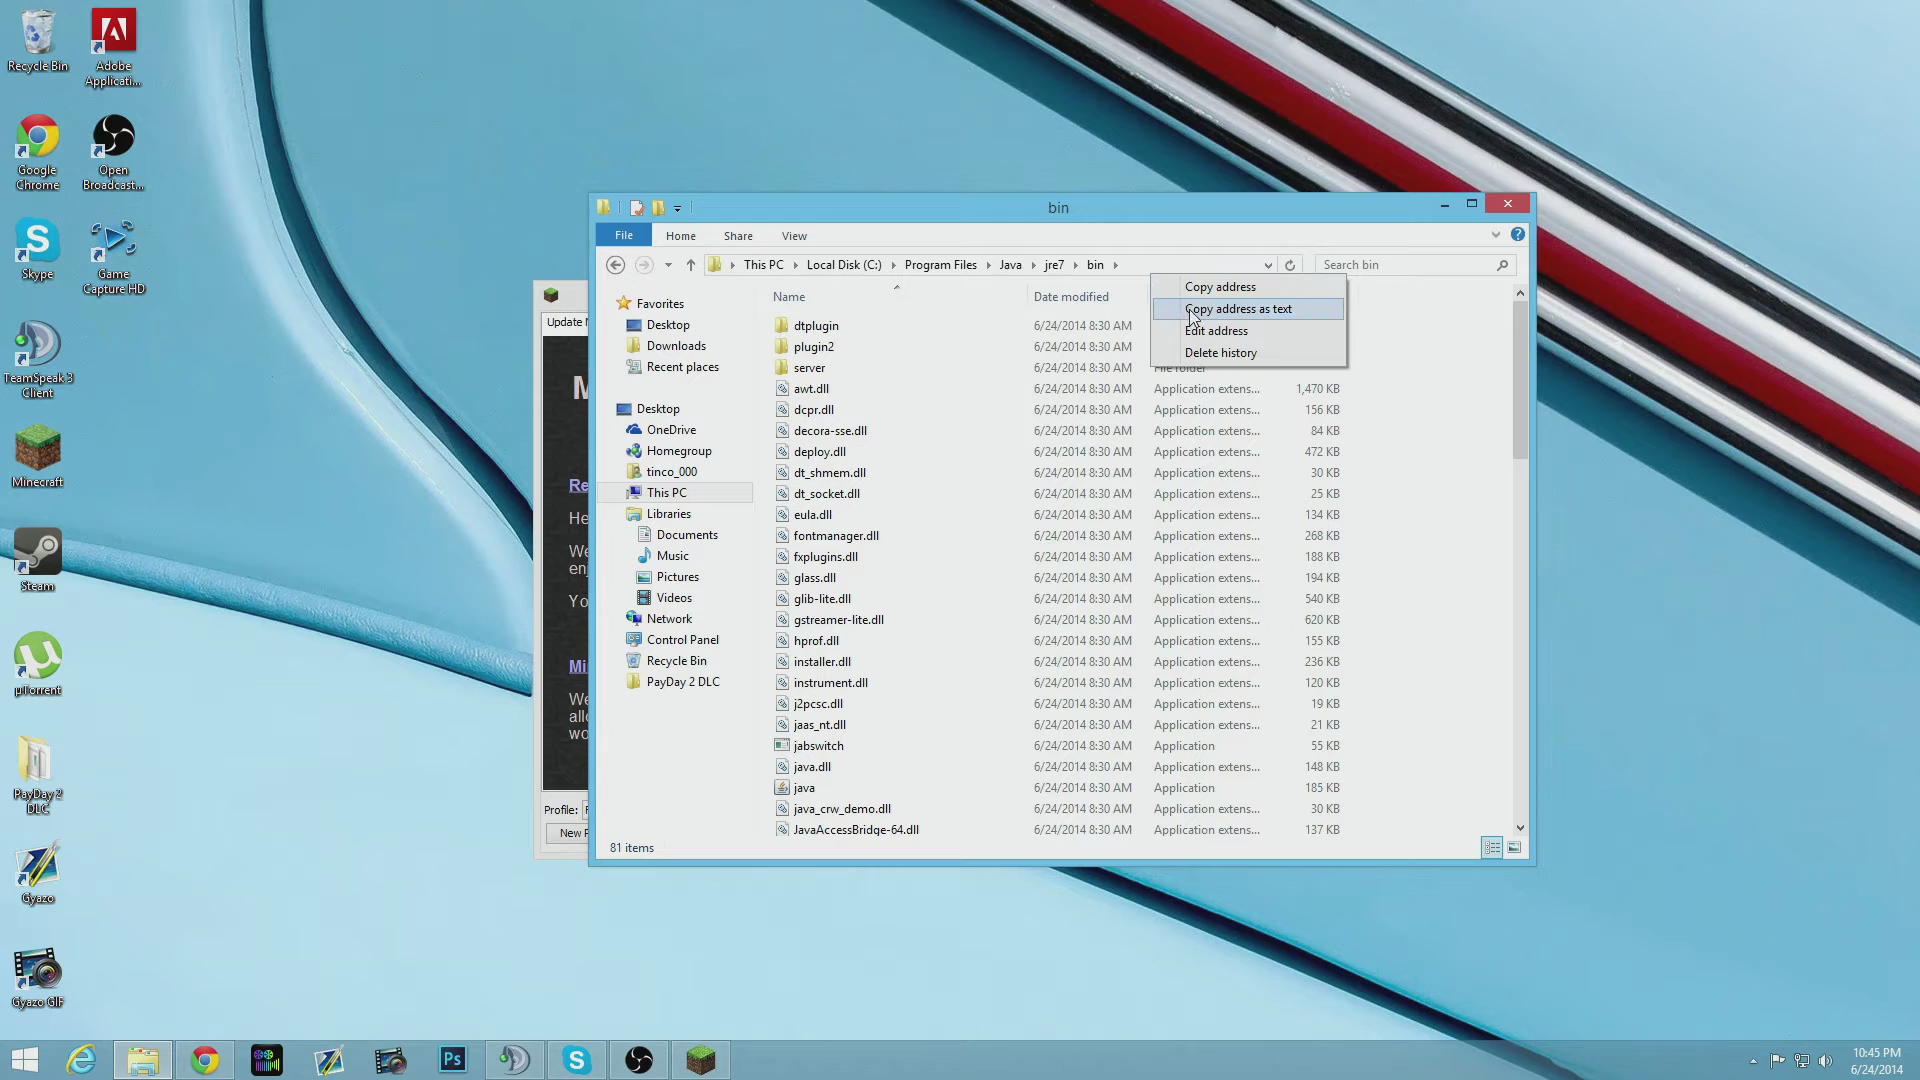 Recycle Bin
Adobe
Applicati...
Google
Chrome
Open
Broadcast...
Skype
Game
Capture HD
TeamSpeak 3
Client
Minecraft
Steam
µTorrent
PayDay 2
DLC
Gyazo
Gyazo GIF
bin
File
Home
Share
View
This PC
Local Disk (C:)
Program Files
Java
jre7
bin
Search bin
Copy address
Copy address as text
Edit address
Delete history
Favorites
Desktop
Downloads
Recent places
Desktop
OneDrive
Homegroup
tinco_000
This PC
Libraries
Documents
Music
Pictures
Videos
Network
Control Panel
Recycle Bin
PayDay 2 DLC
Name
Date modified
dtplugin 6/24/2014 8:30 AM
plugin2 6/24/2014 8:30 AM
server 6/24/2014 8:30 AM File folder
awt.dll 6/24/2014 8:30 AM Application extens... 1,470 KB
dcpr.dll 6/24/2014 8:30 AM Application extens... 156 KB
decora-sse.dll 6/24/2014 8:30 AM Application extens... 84 KB
deploy.dll 6/24/2014 8:30 AM Application extens... 472 KB
dt_shmem.dll 6/24/2014 8:30 AM Application extens... 30 KB
dt_socket.dll 6/24/2014 8:30 AM Application extens... 25 KB
eula.dll 6/24/2014 8:30 AM Application extens... 134 KB
fontmanager.dll 6/24/2014 8:30 AM Application extens... 268 KB
fxplugins.dll 6/24/2014 8:30 AM Application extens... 188 KB
glass.dll 6/24/2014 8:30 AM Application extens... 194 KB
glib-lite.dll 6/24/2014 8:30 AM Application extens... 540 KB
gstreamer-lite.dll 6/24/2014 8:30 AM Application extens... 620 KB
hprof.dll 6/24/2014 8:30 AM Application extens... 155 KB
installer.dll 6/24/2014 8:30 AM Application extens... 236 KB
instrument.dll 6/24/2014 8:30 AM Application extens... 120 KB
j2pcsc.dll 6/24/2014 8:30 AM Application extens... 19 KB
jaas_nt.dll 6/24/2014 8:30 AM Application extens... 21 KB
jabswitch 6/24/2014 8:30 AM Application 55 KB
java.dll 6/24/2014 8:30 AM Application extens... 148 KB
java 6/24/2014 8:30 AM Application 185 KB
java_crw_demo.dll 6/24/2014 8:30 AM Application extens... 30 KB
JavaAccessBridge-64.dll 6/24/2014 8:30 AM Application extens... 137 KB
81 items
Update N
M
Re
He
We
enj
Yo
Mi
We
allo
wo
Profile:
New P
Ps
10:45 PM
6/24/2014